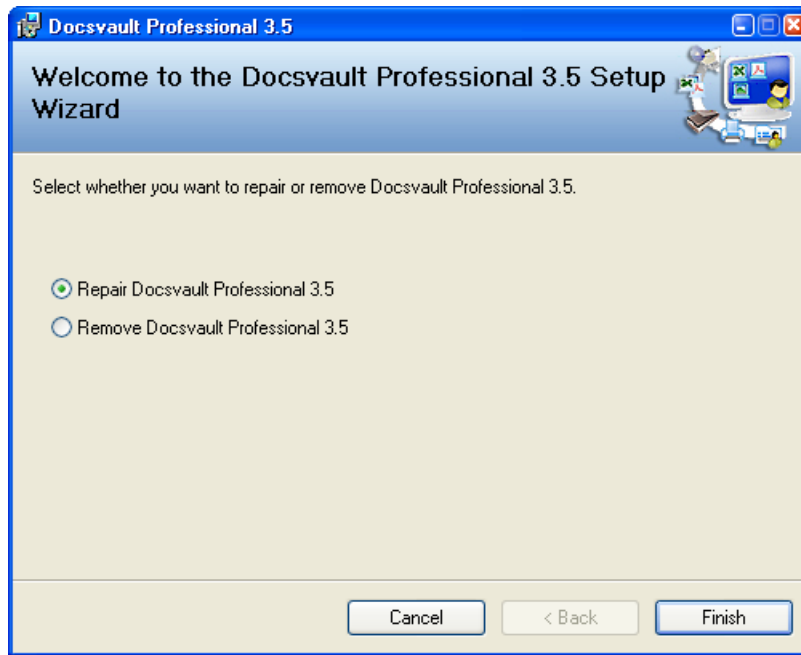 Docsvault Professional 3.5
Welcome to the Docsvault Professional 3.5 Setup
Wizard
Select whether you want to repair or remove Docsvault Professional 3.5.
Repair Docsvault Professional 3.5
Remove Docsvault Professional 3.5
Cancel
< Back
Finish